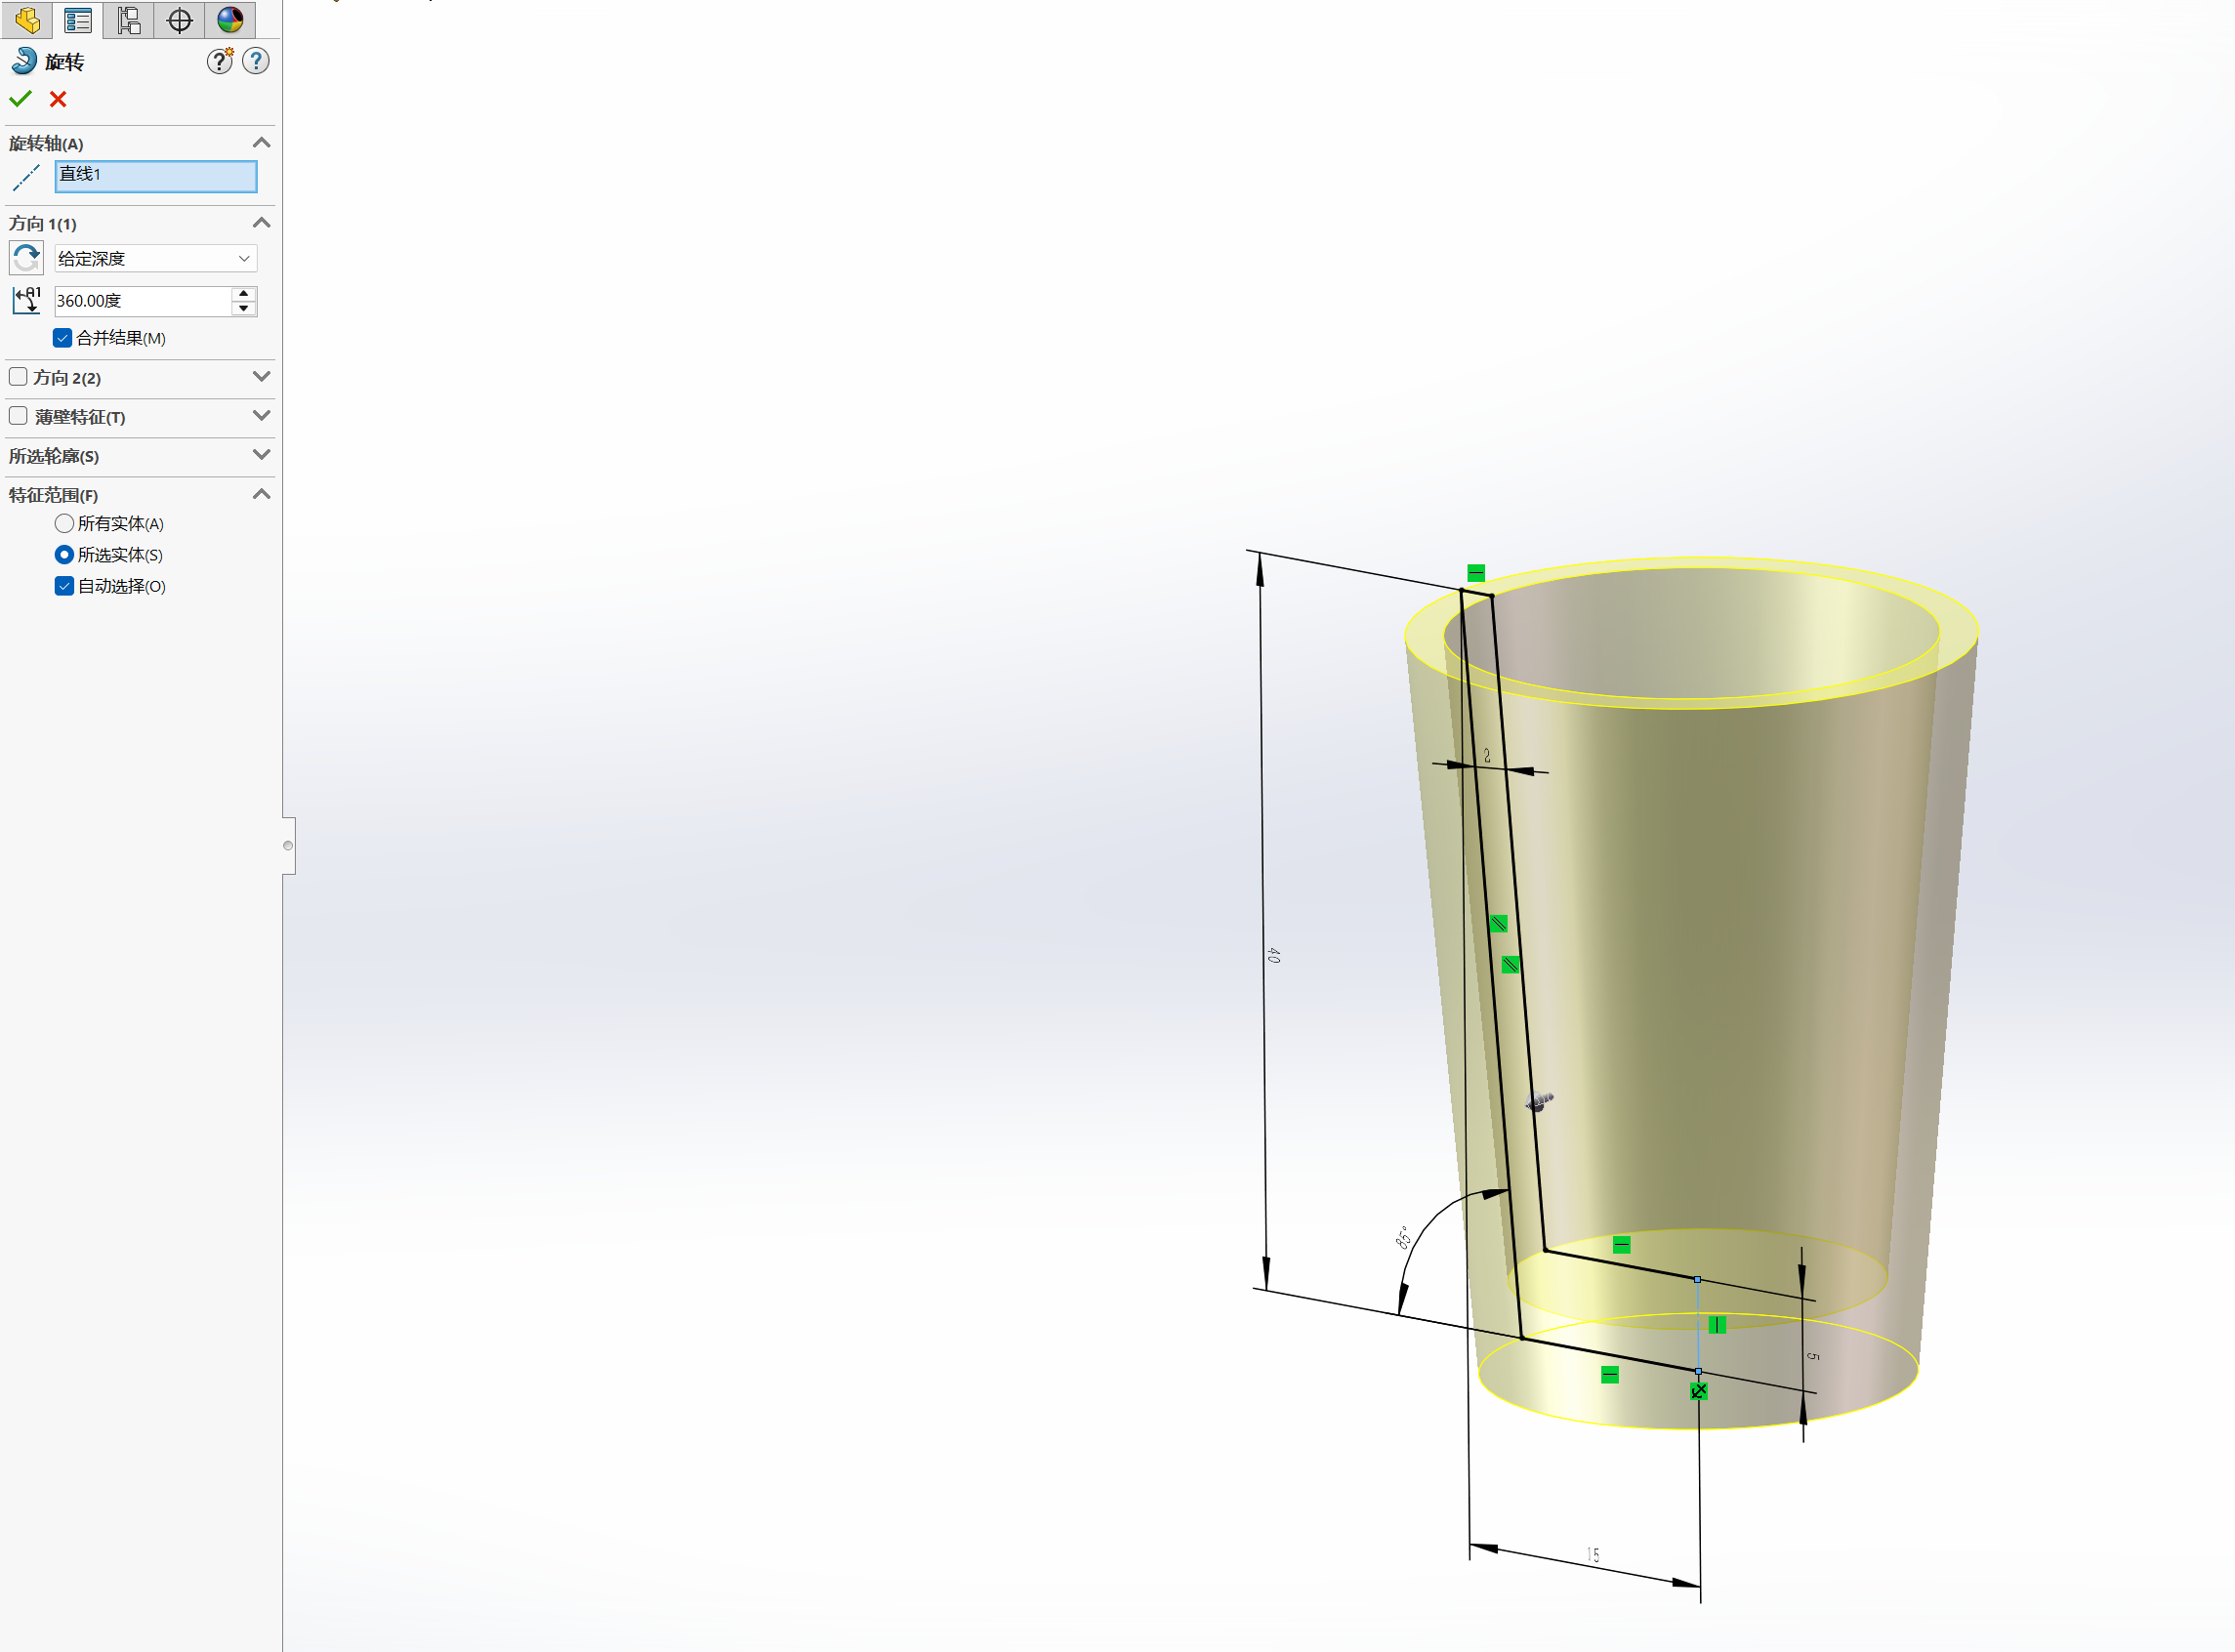 旋转
旋转轴(A)
直线1
方向 1(1)
给定深度
A1
360.00度
合并结果(M)
方向 2(2)
薄壁特征(T)
所选轮廓(S)
特征范围(F)
所有实体(A)
所选实体(S)
自动选择(O)
2
40
85°
5
15